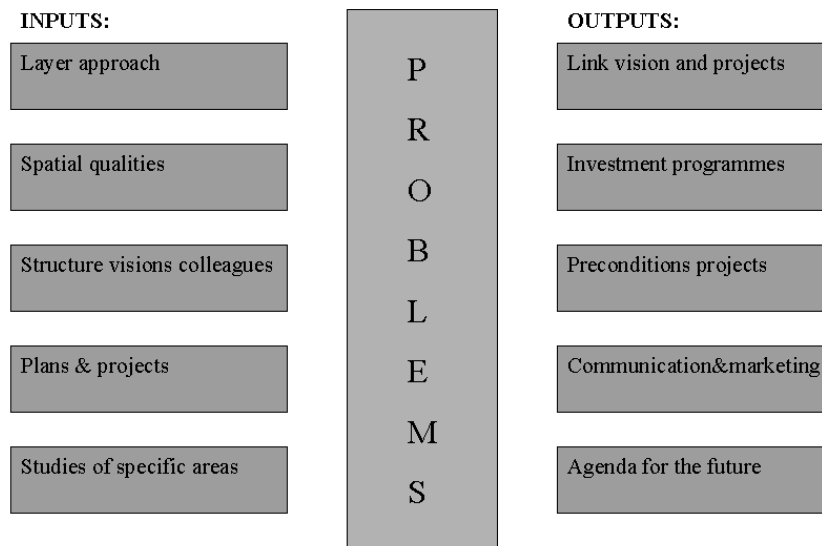 INPUTS:
Layer approach
Spatial qualities
Structure visions colleagues
Plans & projects
Studies of specific areas
P
R
O
B
L
E
M
S
OUTPUTS:
Link vision and projects
Investment programmes
Preconditions projects
Communication&marketing
Agenda for the future